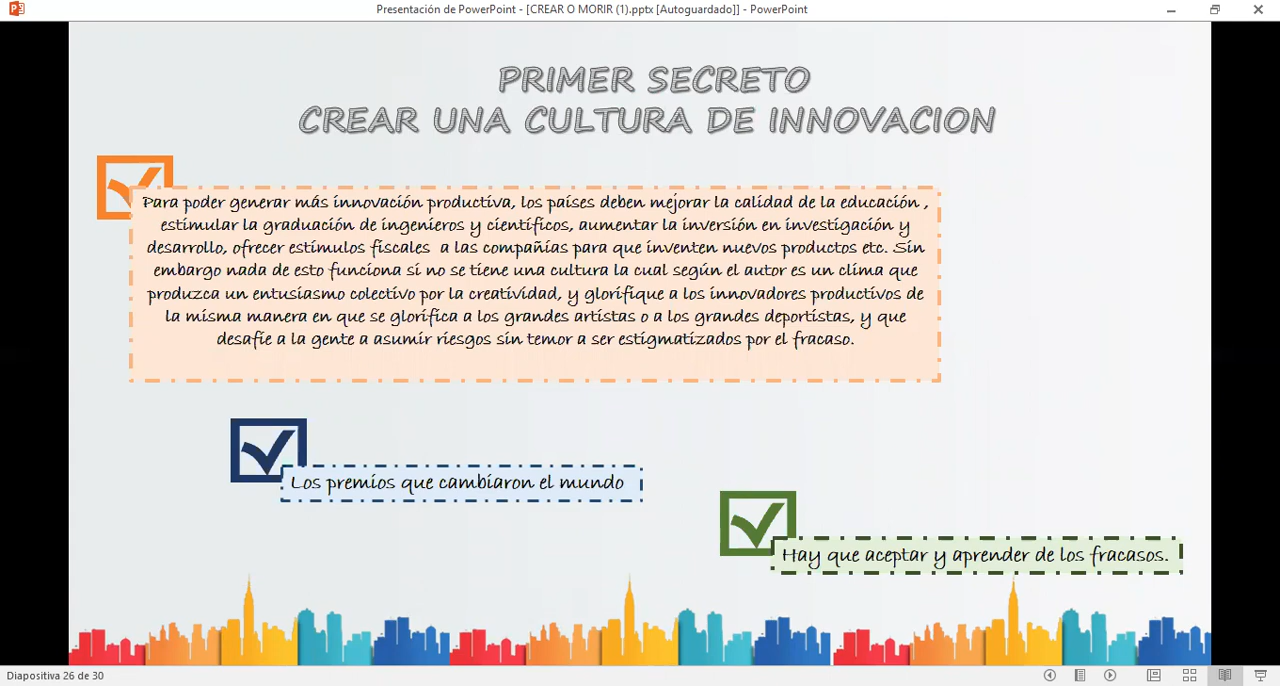 Presentación de PowerPoint - [CREAR O MORIR (1).pptx [Autoguardado]] - PowerPoint
PRIMER SECRETO
CREAR UNA CULTURA DE INNOVACION
Para poder generar más innovación productiva, los países deben mejorar la calidad de la educación ,
estimular la graduación de ingenieros y científicos, aumentar la inversión en investigación y
desarrollo, ofrecer estímulos fiscales a las compañías para que inventen nuevos productos etc. Sin
embargo nada de esto funciona si no se tiene una cultura la cual según el autor es un clima que
produzca un entusiasmo colectivo por la creatividad, y glorifique a los innovadores productivos de
la misma manera en que se glorifica a los grandes artistas o a los grandes deportistas, y que
desafíe a la gente a asumir riesgos sin temor a ser estigmatizados por el fracaso.
Los premios que cambiaron el mundo
Hay que aceptar y aprender de los fracasos.
Diapositiva 26 de 30